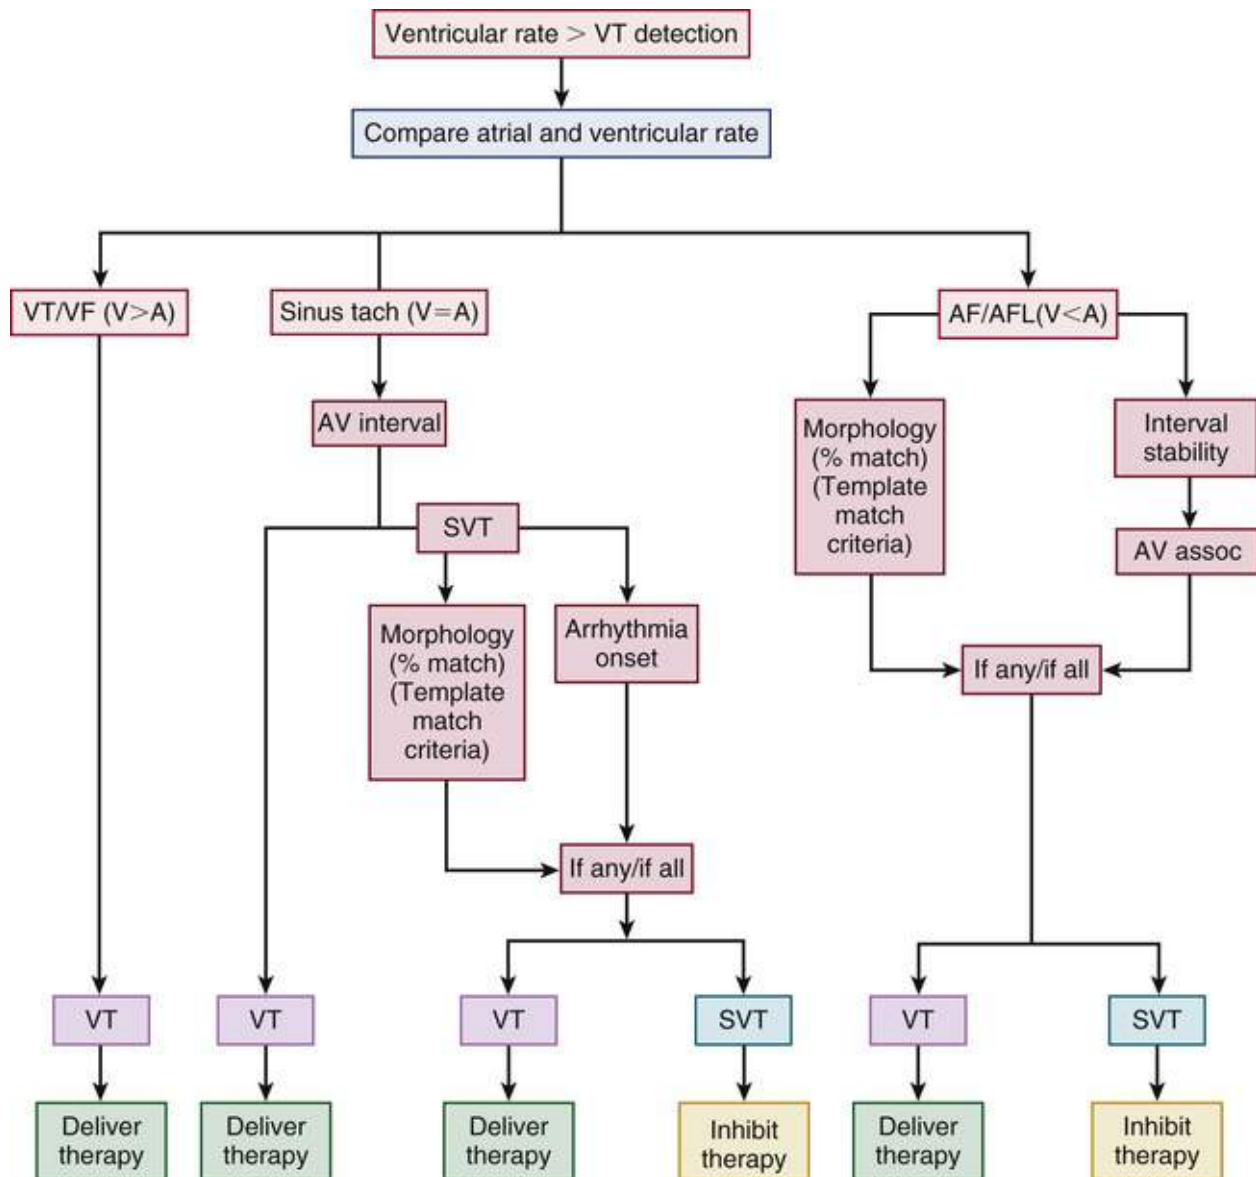 Ventricular rate > VT detection
Compare atrial and ventricular rate
VT/VF (V>A)
Sinus tach (V=A)
AF/AFL(V<A)
AV interval
SVT
Morphology
(% match)
(Template
match
criteria)
Arrhythmia
onset
If any/if all
Morphology
(% match)
(Template
match
criteria)
Interval
stability
AV assoc
If any/if all
VT
VT
VT
SVT
VT
SVT
Deliver
therapy
Deliver
therapy
Deliver
therapy
Inhibit
therapy
Deliver
therapy
Inhibit
therapy